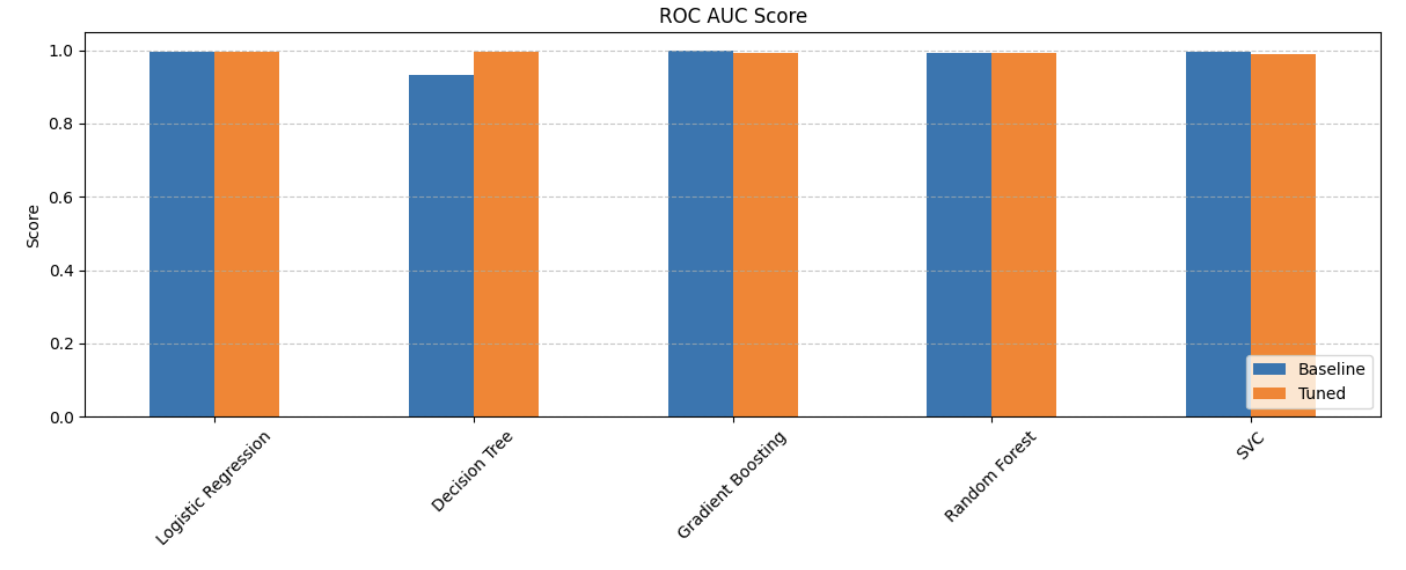 ROC AUC Score
1.0
0.8
0.6
0.4
0.2
0.0
Score
Baseline
Tuned
Logistic Regression
Decision Tree
Gradient Boosting
Random Forest
SVC